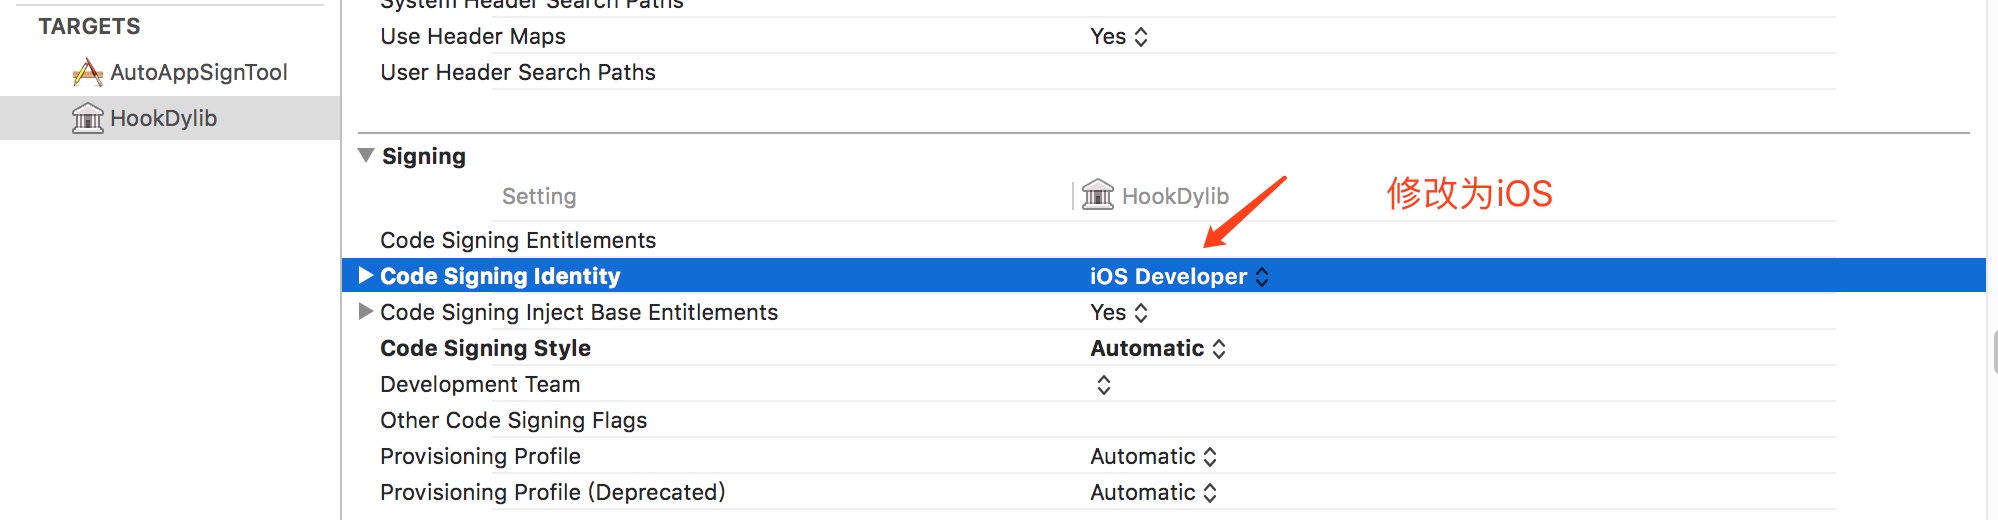 System Header Search Paths
TARGETS
Use Header Maps Yes
AutoAppSignTool
User Header Search Paths
HookDylib
Signing
Setting HookDylib
修改为iOS
Code Signing Entitlements
Code Signing Identity iOS Developer
Code Signing Inject Base Entitlements Yes
Code Signing Style Automatic
Development Team
Other Code Signing Flags
Provisioning Profile Automatic
Provisioning Profile (Deprecated) Automatic